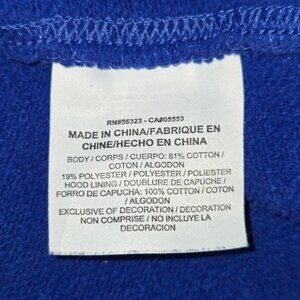 RN#56323 - CA#05553
MADE IN CHINA/FABRIQUE EN
CHINE/HECHO EN CHINA
BODY / CORPS / CUERPO: 81% COTTON /
COTON / ALGODON
19% POLYESTER / POLYESTER / POLIESTER
HOOD LINING / DOUBLURE DE CAPUCHE /
FORRO DE CAPUCHA: 100% COTTON / COTON
/ ALGODON
EXCLUSIVE OF DECORATION / DECORATION
NON COMPRISE / NO INCLUYE LA
DECORACION